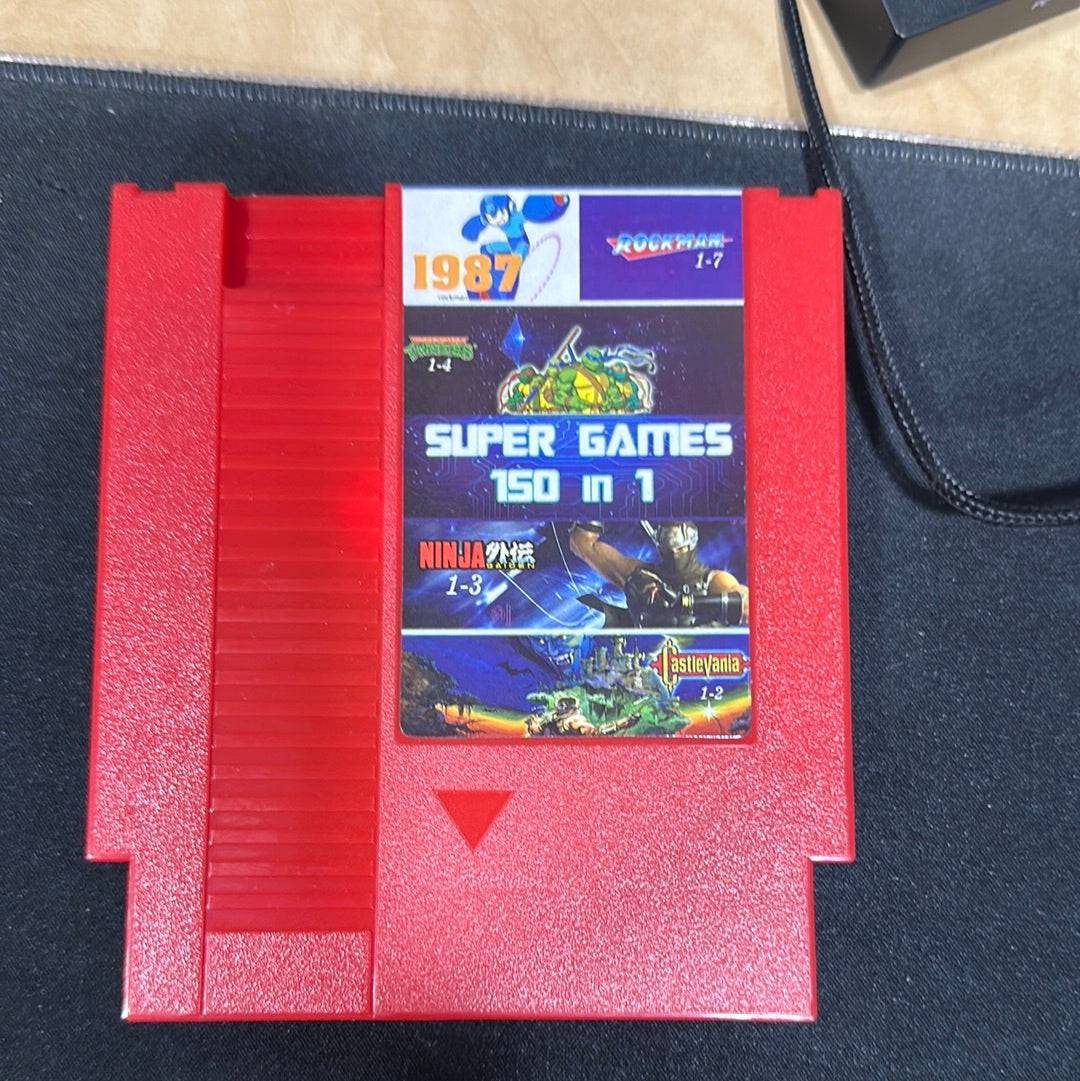 1987
ROCKMAN
1-7
TURTLES
1-4
SUPER GAMES
150 in 1
NINJA外伝
GAIDEN
1-3
Castlevania
1-2